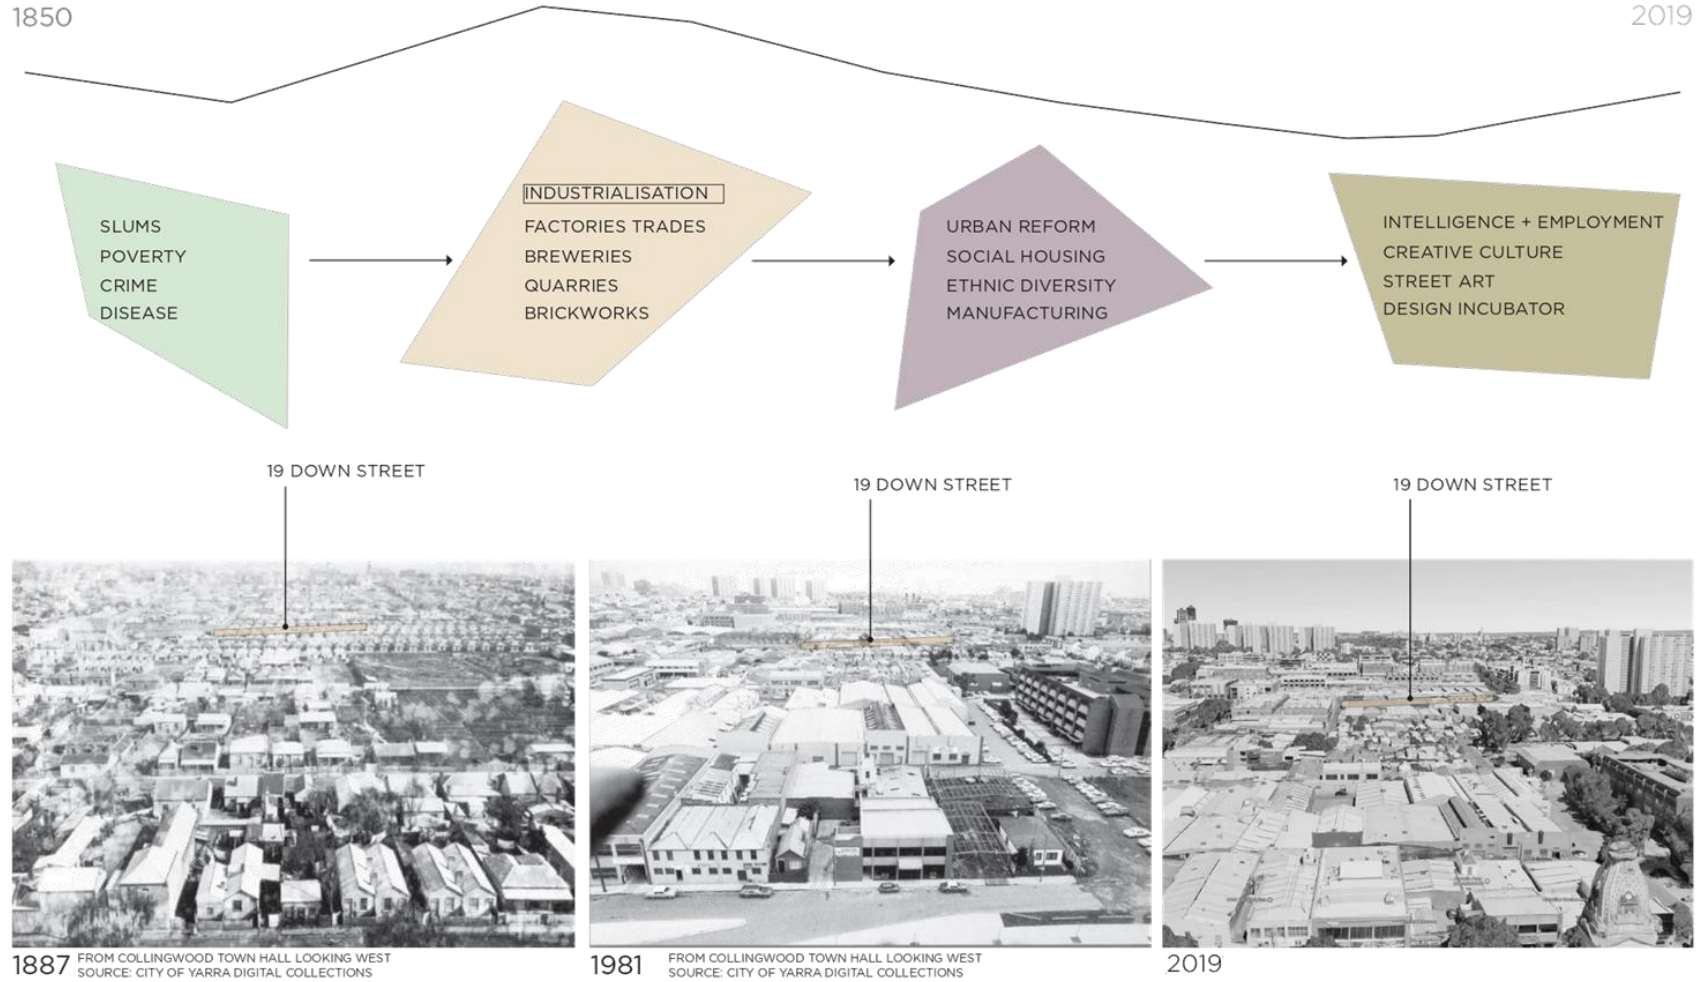 1850
2019
SLUMS
POVERTY
CRIME
DISEASE
INDUSTRIALISATION
FACTORIES TRADES
BREWERIES
QUARRIES
BRICKWORKS
URBAN REFORM
SOCIAL HOUSING
ETHNIC DIVERSITY
MANUFACTURING
INTELLIGENCE + EMPLOYMENT
CREATIVE CULTURE
STREET ART
DESIGN INCUBATOR
19 DOWN STREET
19 DOWN STREET
19 DOWN STREET
1887
FROM COLLINGWOOD TOWN HALL LOOKING WEST
SOURCE: CITY OF YARRA DIGITAL COLLECTIONS
1981
FROM COLLINGWOOD TOWN HALL LOOKING WEST
SOURCE: CITY OF YARRA DIGITAL COLLECTIONS
2019